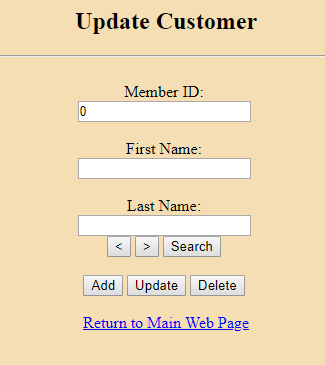 Update Customer
Member ID:
0
First Name:
Last Name:
< > Search
Add Update Delete
Return to Main Web Page